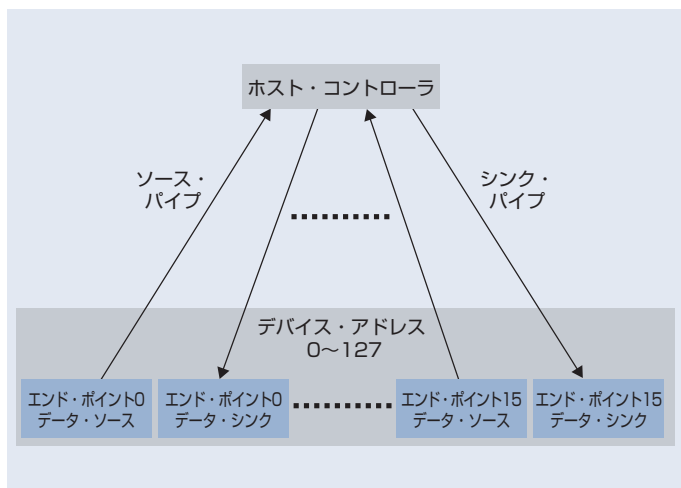 ホスト・コントローラ
ソース・
パイプ
シンク・
パイプ
デバイス・アドレス
0〜127
エンド・ポイント0
データ・ソース
エンド・ポイント0
データ・シンク
エンド・ポイント15
データ・ソース
エンド・ポイント15
データ・シンク